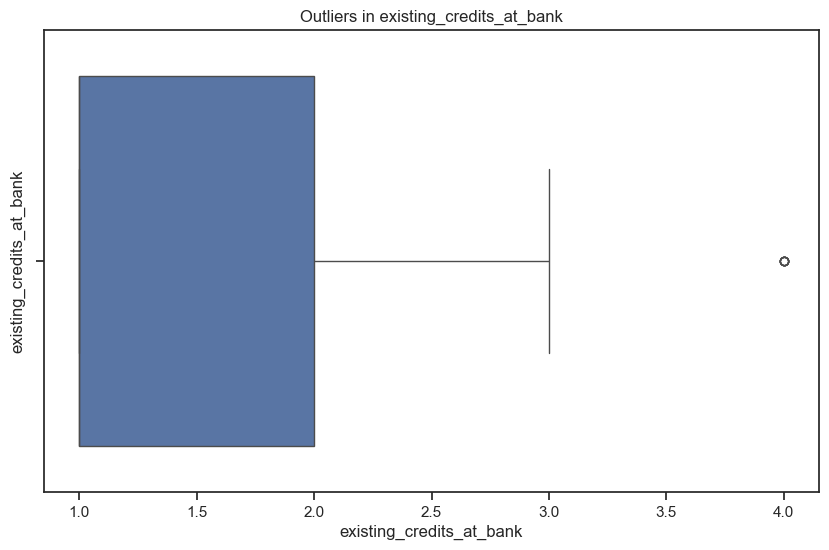 Outliers in existing_credits_at_bank
existing_credits_at_bank
1.0 1.5 2.0 2.5 3.0 3.5 4.0
existing_credits_at_bank